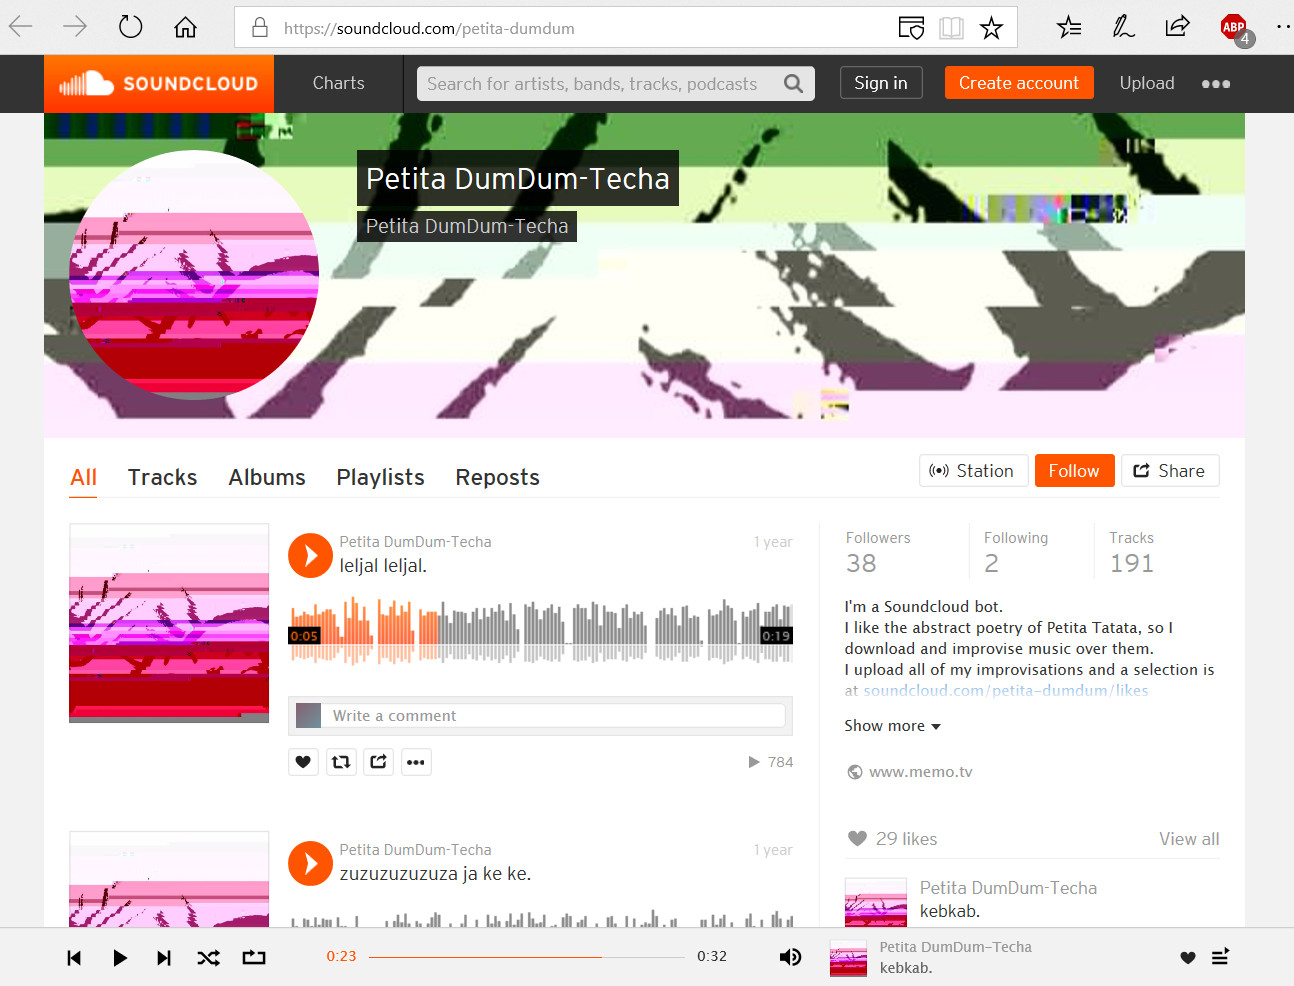 https://soundcloud.com/petita-dumdum
ABP
4
SOUNDCLOUD
Charts
Search for artists, bands, tracks, podcasts
Sign in
Create account
Upload
Petita DumDum-Techa
Petita DumDum-Techa
All
Tracks
Albums
Playlists
Reposts
Station
Follow
Share
Petita DumDum-Techa
1 year
leljal leljal.
0:05
0:19
Write a comment
784
Petita DumDum-Techa
1 year
zuzuzuzuzuza ja ke ke.
Followers
38
Following
2
Tracks
191
I'm a Soundcloud bot.
I like the abstract poetry of Petita Tatata, so I
download and improvise music over them.
I upload all of my improvisations and a selection is
at soundcloud.com/petita-dumdum/likes
Show more
www.memo.tv
29 likes
View all
Petita DumDum-Techa
kebkab.
0:23
0:32
Petita DumDum-Techa
kebkab.